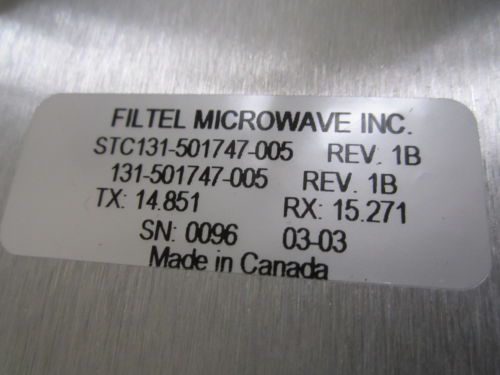 FILTEL MICROWAVE INC.
STC131-501747-005 REV. 1B
131-501747-005 REV. 1B
TX: 14.851 RX: 15.271
SN: 0096 03-03
Made in Canada